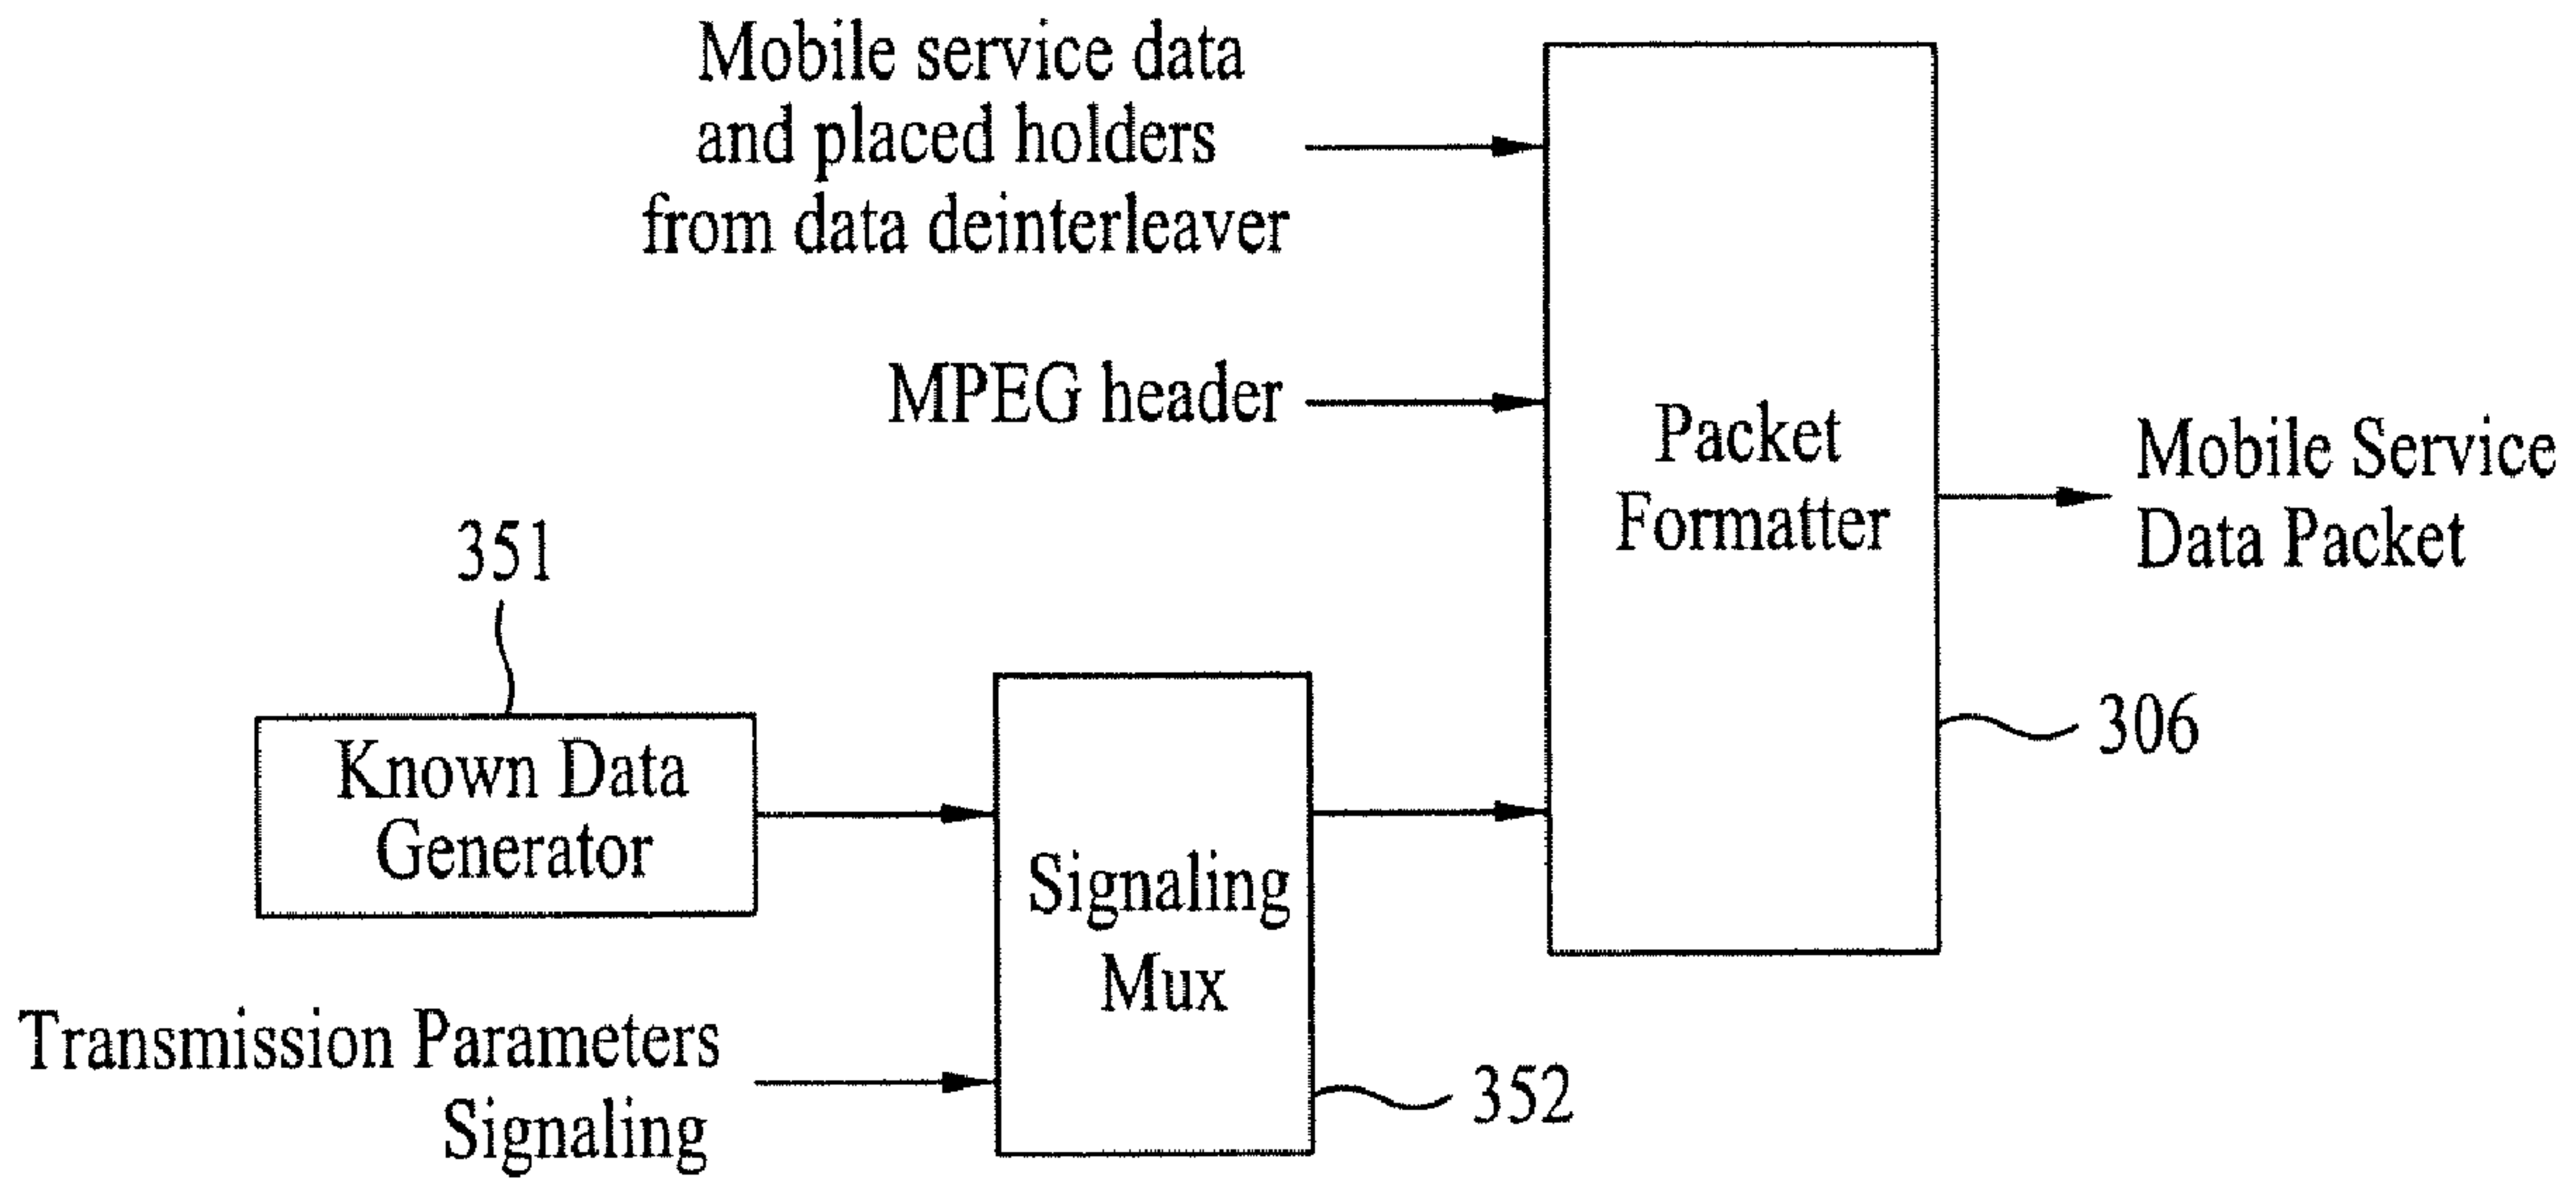 Mobile service data
and placed holders
from data deinterleaver
MPEG header
Packet
Formatter
Mobile Service
Data Packet
351
306
Known Data
Generator
Signaling
Mux
Transmission Parameters
Signaling
352